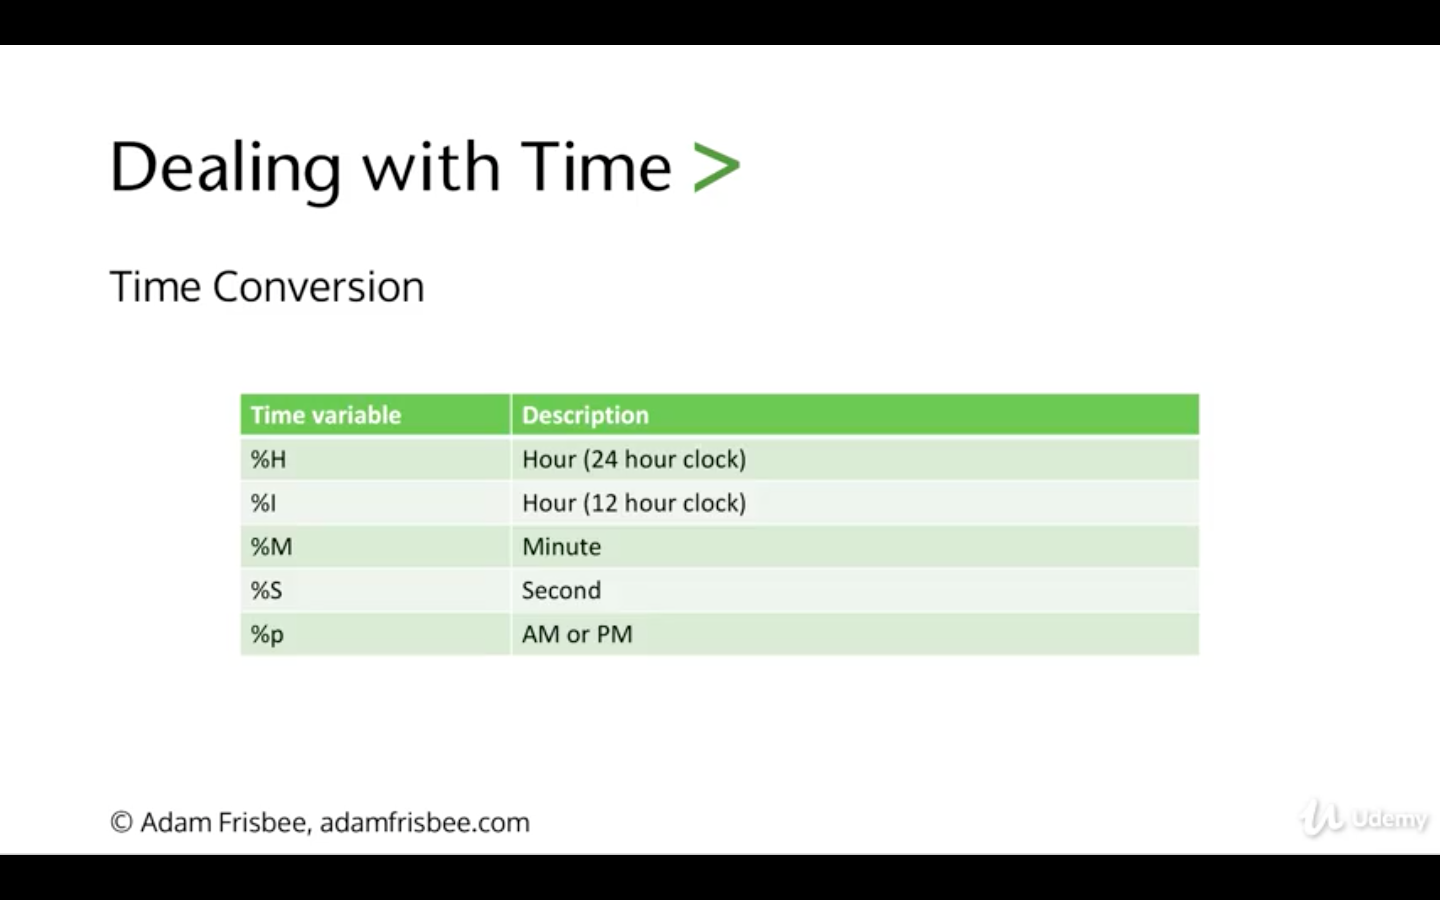 Dealing with Time >
Time Conversion
Time variable Description
%H Hour (24 hour clock)
%I Hour (12 hour clock)
%M Minute
%S Second
%p AM or PM
© Adam Frisbee, adamfrisbee.com
Udemy